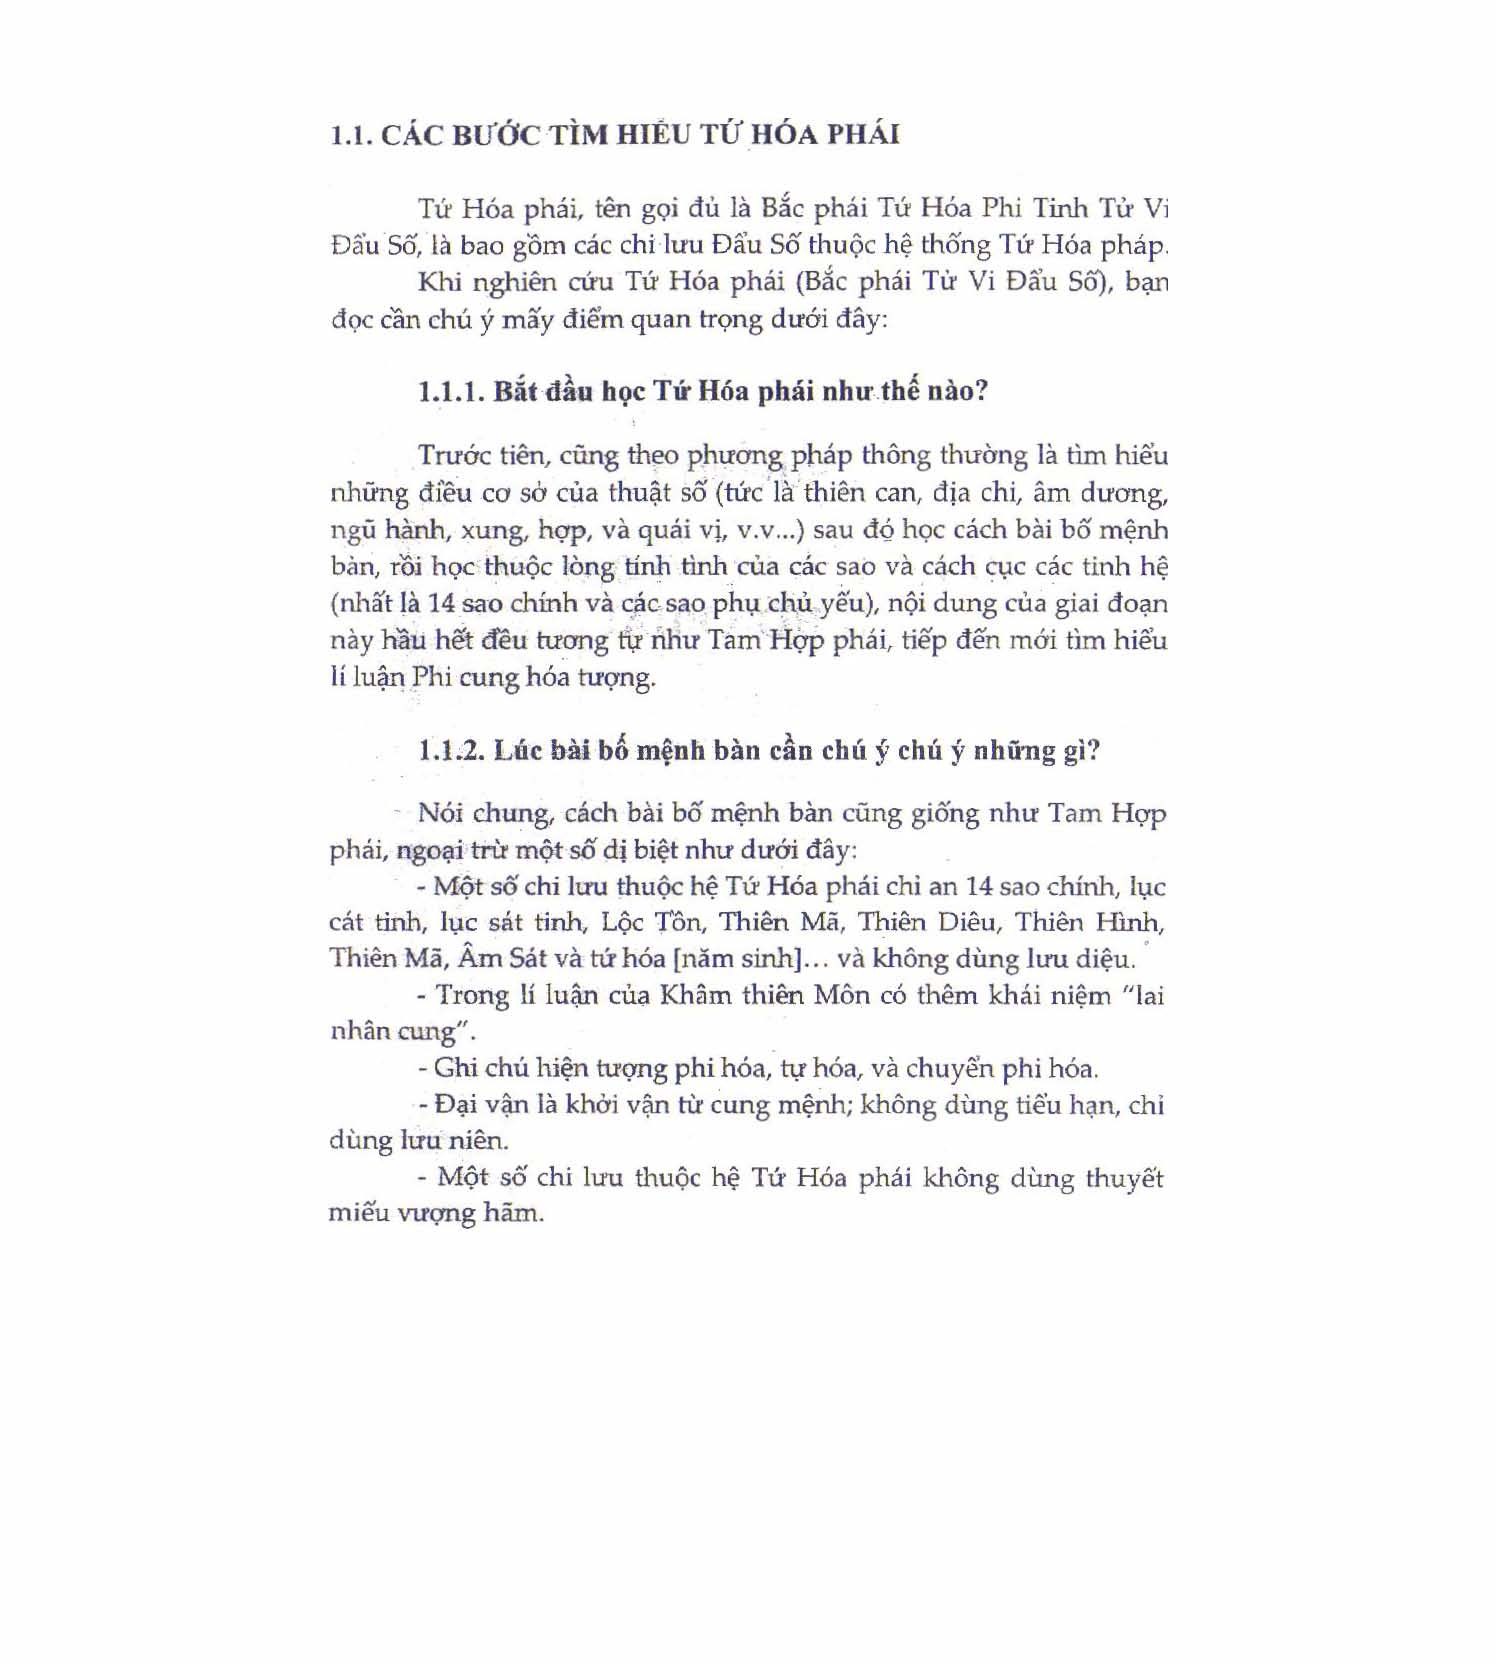 1.1. CÁC BƯỚC TÌM HIỂU TỨ HÓA PHÁI
Tứ Hóa phái, tên gọi đủ là Bắc phái Tứ Hóa Phi Tinh Tử Vi
Đẩu Số, là bao gồm các chi lưu Đẩu Số thuộc hệ thống Tứ Hóa pháp.
Khi nghiên cứu Tứ Hóa phái (Bắc phái Tử Vi Đẩu Số), bạn
đọc cần chú ý mấy điểm quan trọng dưới đây:
1.1.1. Bắt đầu học Tứ Hóa phái như thế nào?
Trước tiên, cũng theo phương pháp thông thường là tìm hiểu
những điều cơ sở của thuật số (tức là thiên can, địa chi, âm dương,
ngũ hành, xung, hợp, và quái vị, v.v...) sau đó học cách bài bố mệnh
bàn, rồi học thuộc lòng tính tình của các sao và cách cục các tinh hệ
(nhất là 14 sao chính và các sao phụ chủ yếu), nội dung của giai đoạn
này hầu hết đều tương tự như Tam Hợp phái, tiếp đến mới tìm hiểu
lí luận Phi cung hóa tượng.
1.1.2. Lúc bài bố mệnh bàn cần chú ý chú ý những gì?
Nói chung, cách bài bố mệnh bàn cũng giống như Tam Hợp
phái, ngoại trừ một số dị biệt như dưới đây:
- Một số chi lưu thuộc hệ Tứ Hóa phái chỉ an 14 sao chính, lục
cát tinh, lục sát tinh, Lộc Tồn, Thiên Mã, Thiên Diêu, Thiên Hình,
Thiên Mã, Âm Sát và tứ hóa [năm sinh]... và không dùng lưu diệu.
- Trong lí luận của Khâm thiên Môn có thêm khái niệm "lai
nhân cung".
- Ghi chú hiện tượng phi hóa, tự hóa, và chuyển phi hóa.
- Đại vận là khởi vận từ cung mệnh; không dùng tiểu hạn, chỉ
dùng lưu niên.
- Một số chi lưu thuộc hệ Tứ Hóa phái không dùng thuyết
miếu vượng hãm.